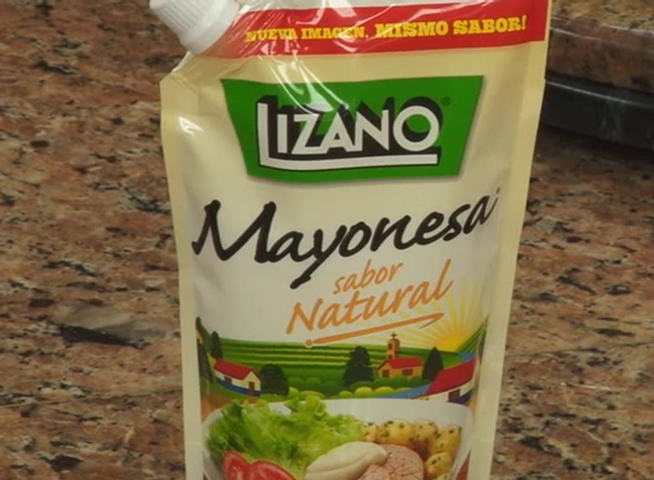 NUEVA IMAGEN, MISMO SABOR!
LIZANO®
Mayonesa
sabor
Natural